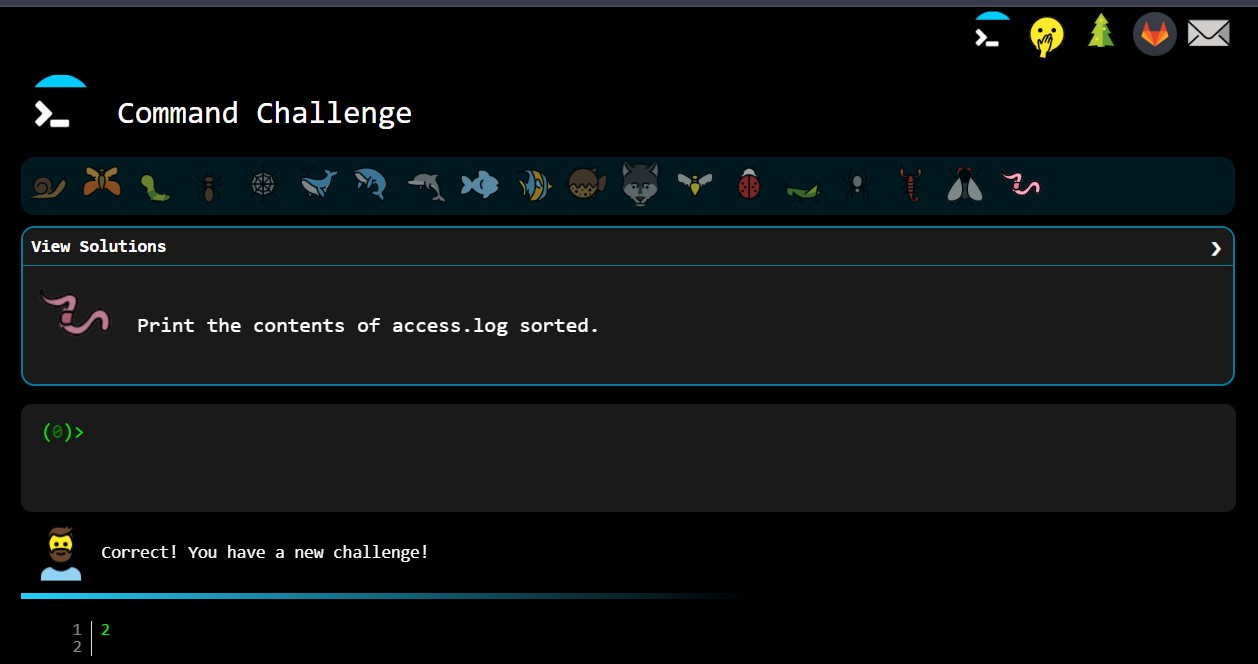 Command Challenge
View Solutions
Print the contents of access.log sorted.
(0)>
Correct! You have a new challenge!
1 2
2